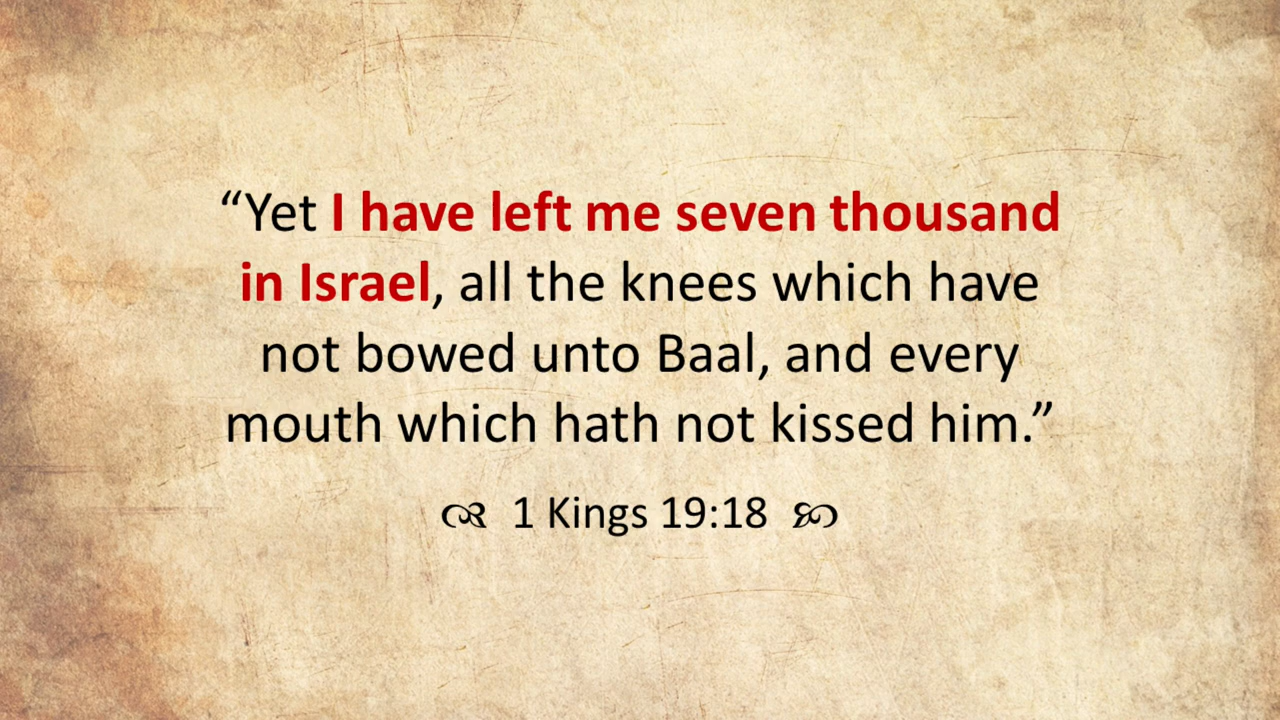 “Yet I have left me seven thousand
in Israel, all the knees which have
not bowed unto Baal, and every
mouth which hath not kissed him.”
1 Kings 19:18